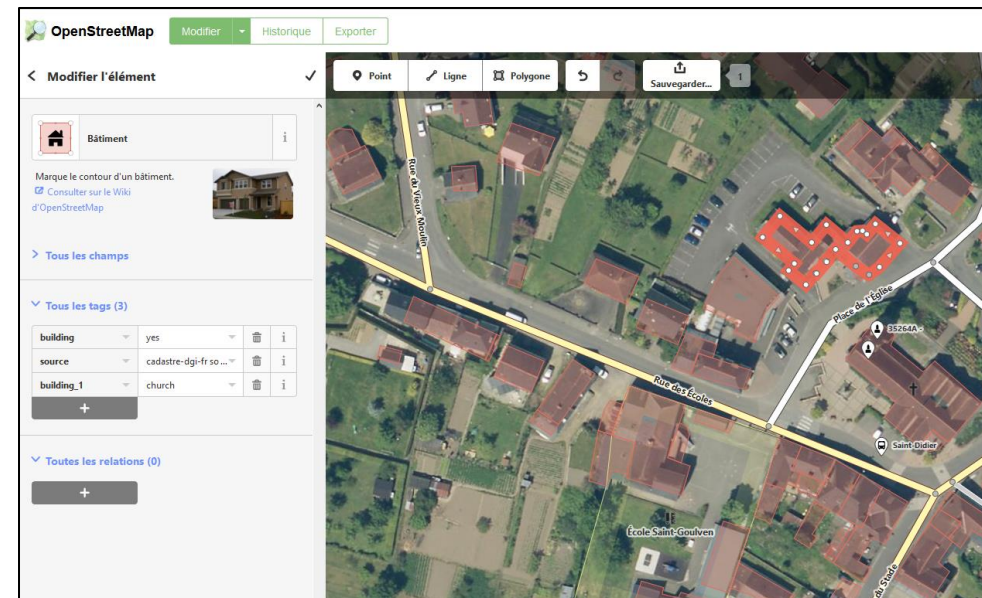 OpenStreetMap
Modifier
Historique
Exporter
Modifier l'élément
Point
Ligne
Polygone
Sauvegarder...
1
Bâtiment
i
Marque le contour d'un bâtiment.
Consulter sur le Wiki
d'OpenStreetMap
Tous les champs
Tous les tags (3)
building yes i
source cadastre-dgi-fr so ... i
building_1 church i
+
Toutes les relations (0)
+
Rue du Vieux Moulin
Place de l'Église
35264A -
Rue des Écoles
Saint-Didier
École Saint-Goulven
du Stade